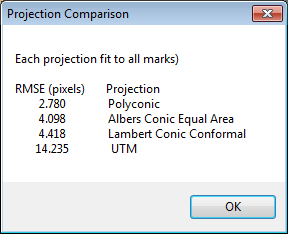 Projection Comparison
Each projection fit to all marks)
RMSE (pixels) Projection
2.780 Polyconic
4.098 Albers Conic Equal Area
4.418 Lambert Conic Conformal
14.235 UTM
OK